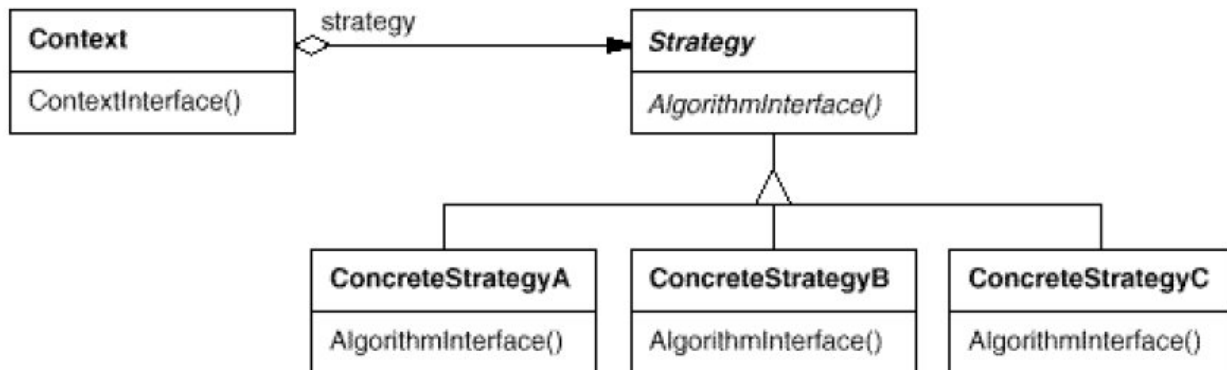 strategy
Context
Strategy
ContextInterface()
AlgorithmInterface()
ConcreteStrategyA
ConcreteStrategyB
ConcreteStrategyC
AlgorithmInterface()
AlgorithmInterface()
AlgorithmInterface()